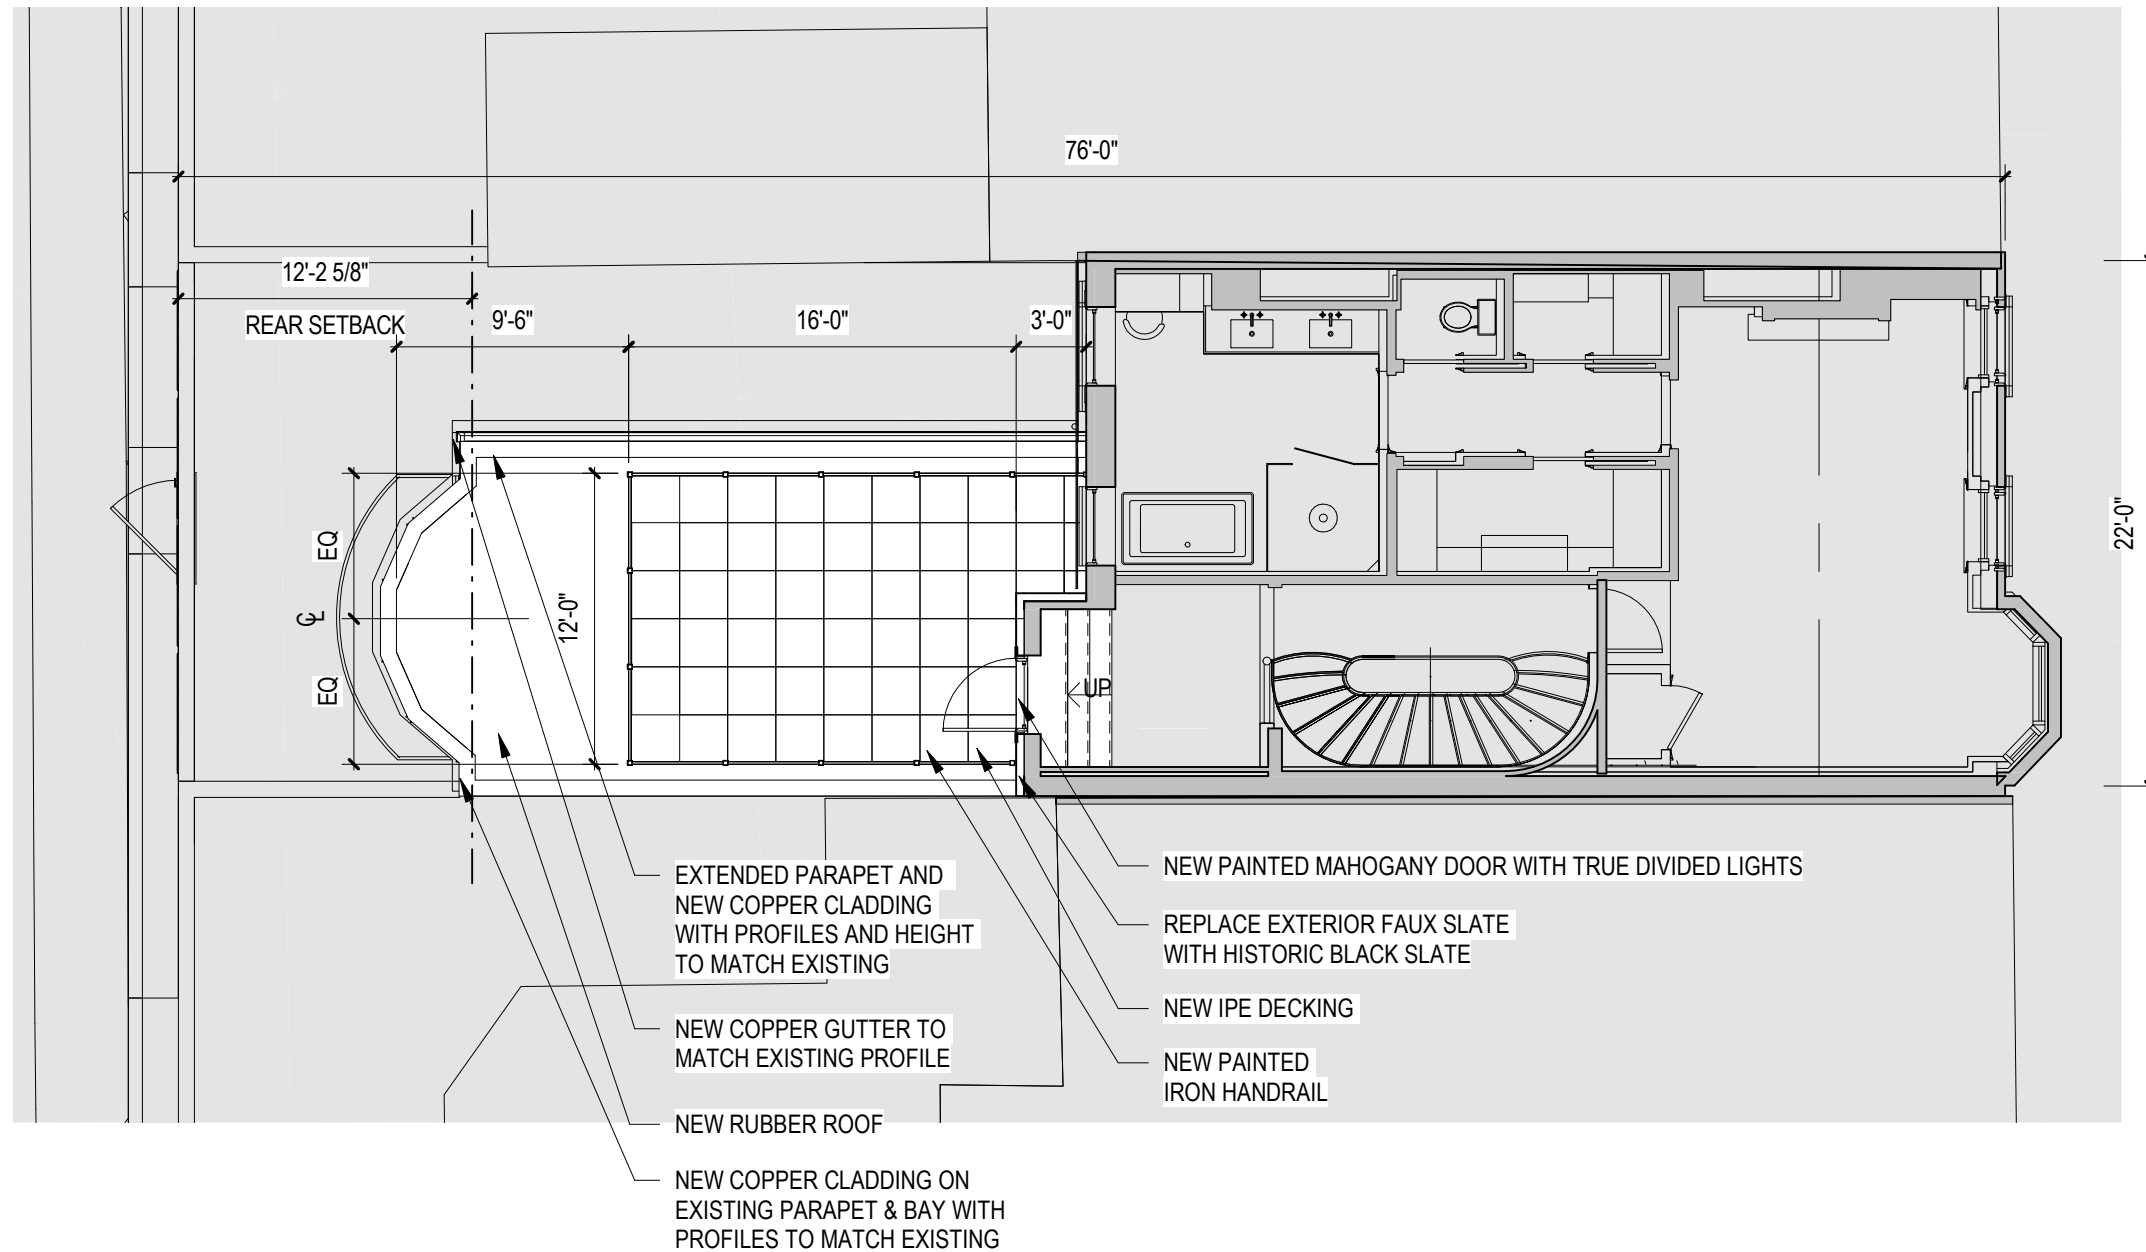 76'-0"
12'-2 5/8"
REAR SETBACK
9'-6"
16'-0"
3'-0"
22'-0"
EQ
CL
EQ
12'-0"
UP
EXTENDED PARAPET AND
NEW COPPER CLADDING
WITH PROFILES AND HEIGHT
TO MATCH EXISTING
NEW COPPER GUTTER TO
MATCH EXISTING PROFILE
NEW RUBBER ROOF
NEW COPPER CLADDING ON
EXISTING PARAPET & BAY WITH
PROFILES TO MATCH EXISTING
NEW PAINTED MAHOGANY DOOR WITH TRUE DIVIDED LIGHTS
REPLACE EXTERIOR FAUX SLATE
WITH HISTORIC BLACK SLATE
NEW IPE DECKING
NEW PAINTED
IRON HANDRAIL